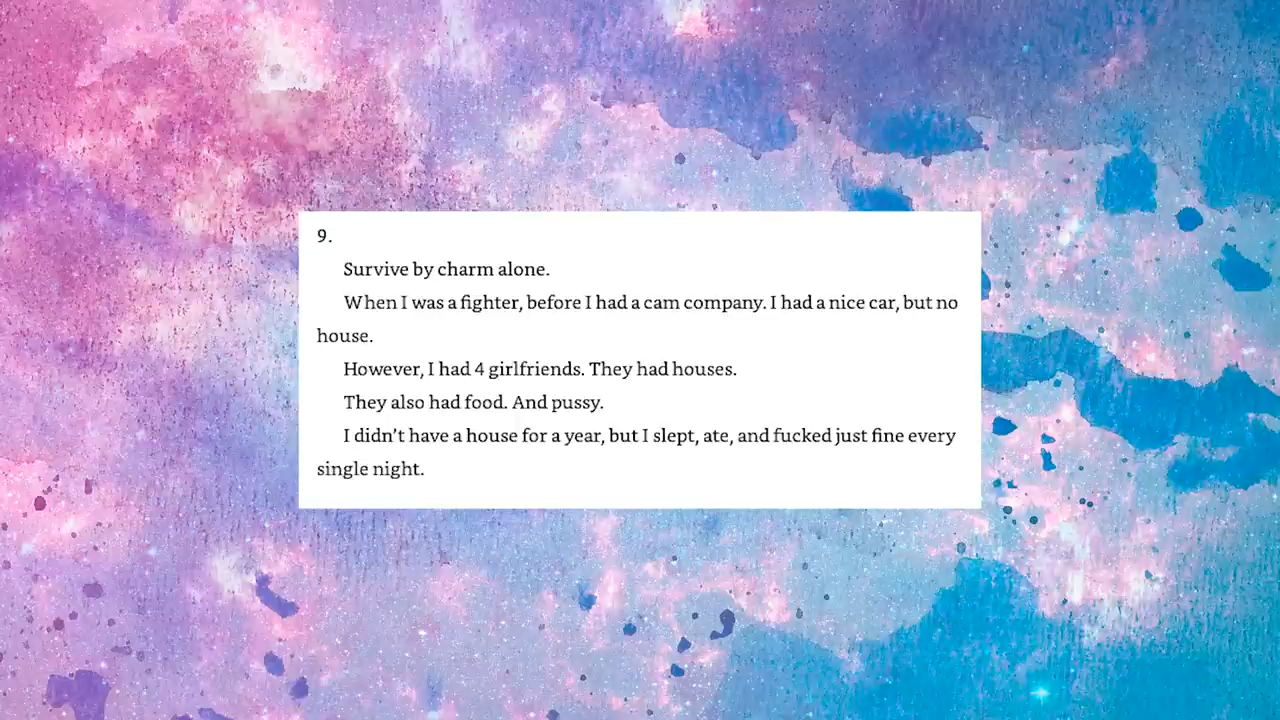 9.
Survive by charm alone.
When I was a fighter, before I had a cam company. I had a nice car, but no
house.
However, I had 4 girlfriends. They had houses.
They also had food. And pussy.
I didn’t have a house for a year, but I slept, ate, and fucked just fine every
single night.